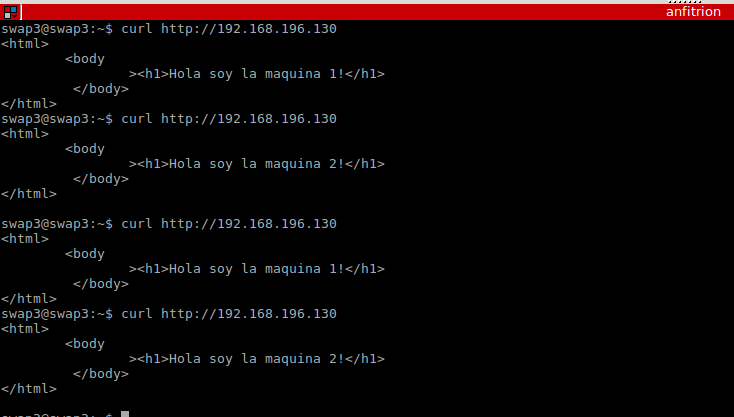 anfitrion
swap3@swap3:~$ curl http://192.168.196.130
<html>
        <body
                ><h1>Hola soy la maquina 1!</h1>
         </body>
</html>
swap3@swap3:~$ curl http://192.168.196.130
<html>
        <body
                ><h1>Hola soy la maquina 2!</h1>
         </body>
</html>

swap3@swap3:~$ curl http://192.168.196.130
<html>
        <body
                ><h1>Hola soy la maquina 1!</h1>
         </body>
</html>
swap3@swap3:~$ curl http://192.168.196.130
<html>
        <body
                ><h1>Hola soy la maquina 2!</h1>
         </body>
</html>

swap3@swap3:~$